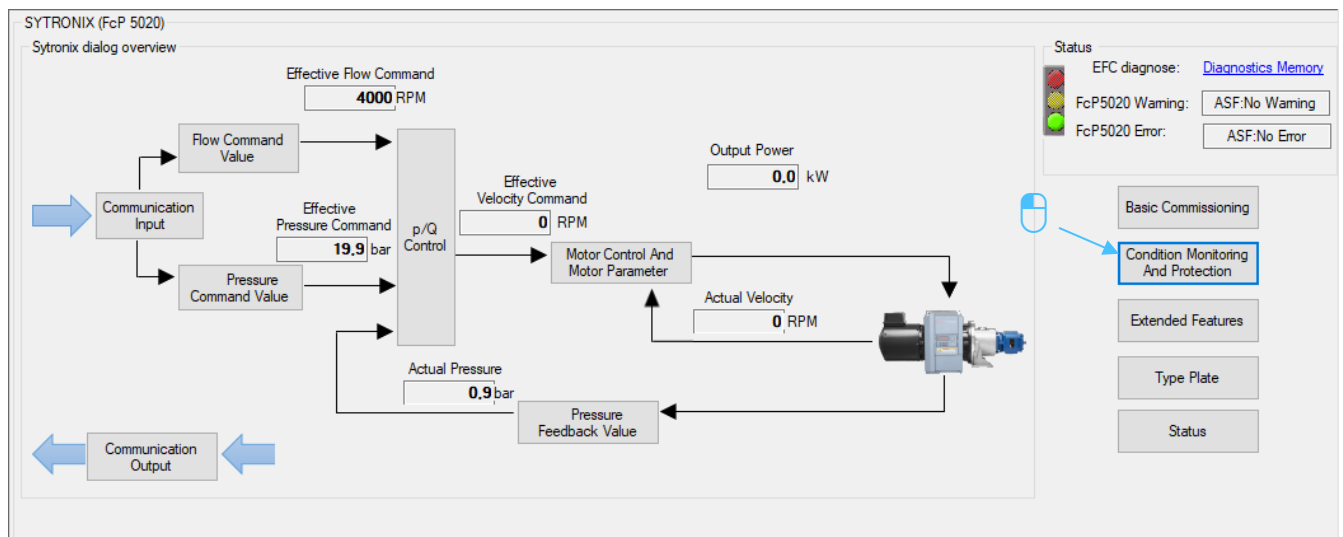 SYTRONIX (FcP 5020)
Sytronix dialog overview
Effective Flow Command
4000 RPM
Flow Command
Value
Communication
Input
Effective
Pressure Command
19,9 bar
Pressure
Command Value
p/Q
Control
Effective
Velocity Command
0 RPM
Output Power
0,0 kW
Motor Control And
Motor Parameter
Actual Velocity
0 RPM
Actual Pressure
0,9 bar
Pressure
Feedback Value
Communication
Output
Status
EFC diagnose: Diagnostics Memory
FcP5020 Warning: ASF:No Warning
FcP5020 Error: ASF:No Error
Basic Commissioning
Condition Monitoring
And Protection
Extended Features
Type Plate
Status